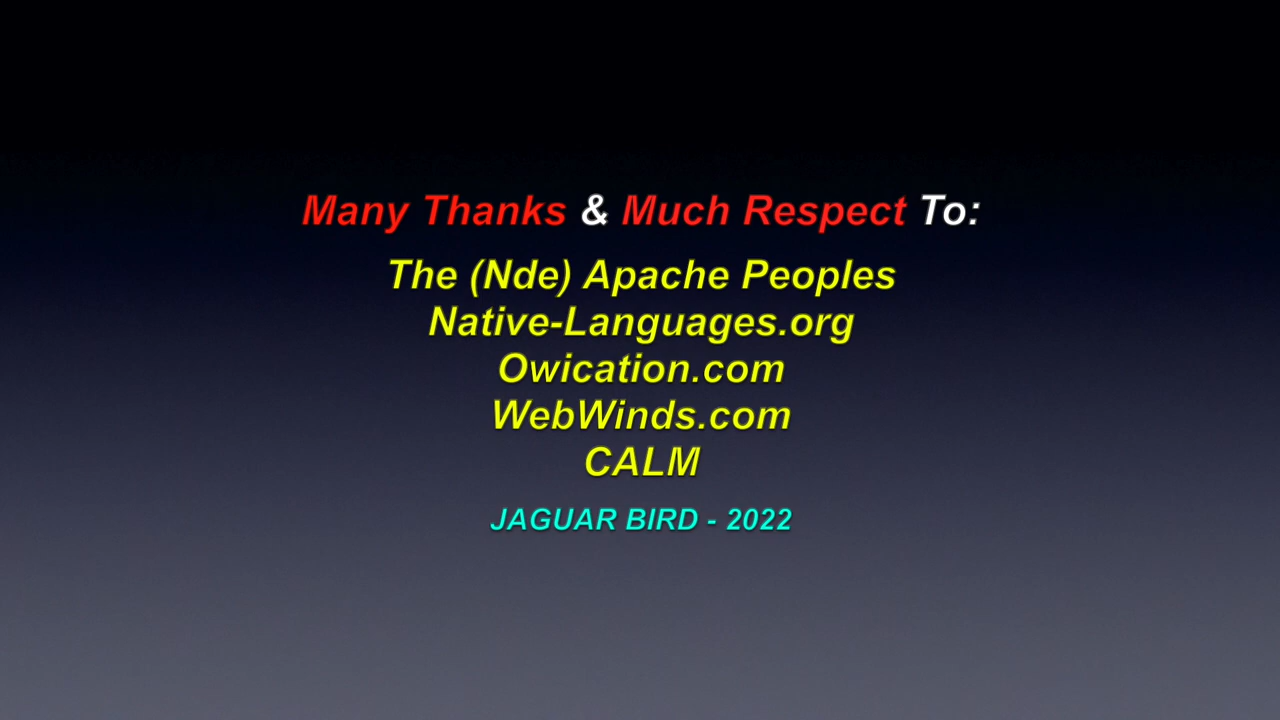 Many Thanks & Much Respect To:
The (Nde) Apache Peoples
Native-Languages.org
Owication.com
WebWinds.com
CALM
JAGUAR BIRD - 2022